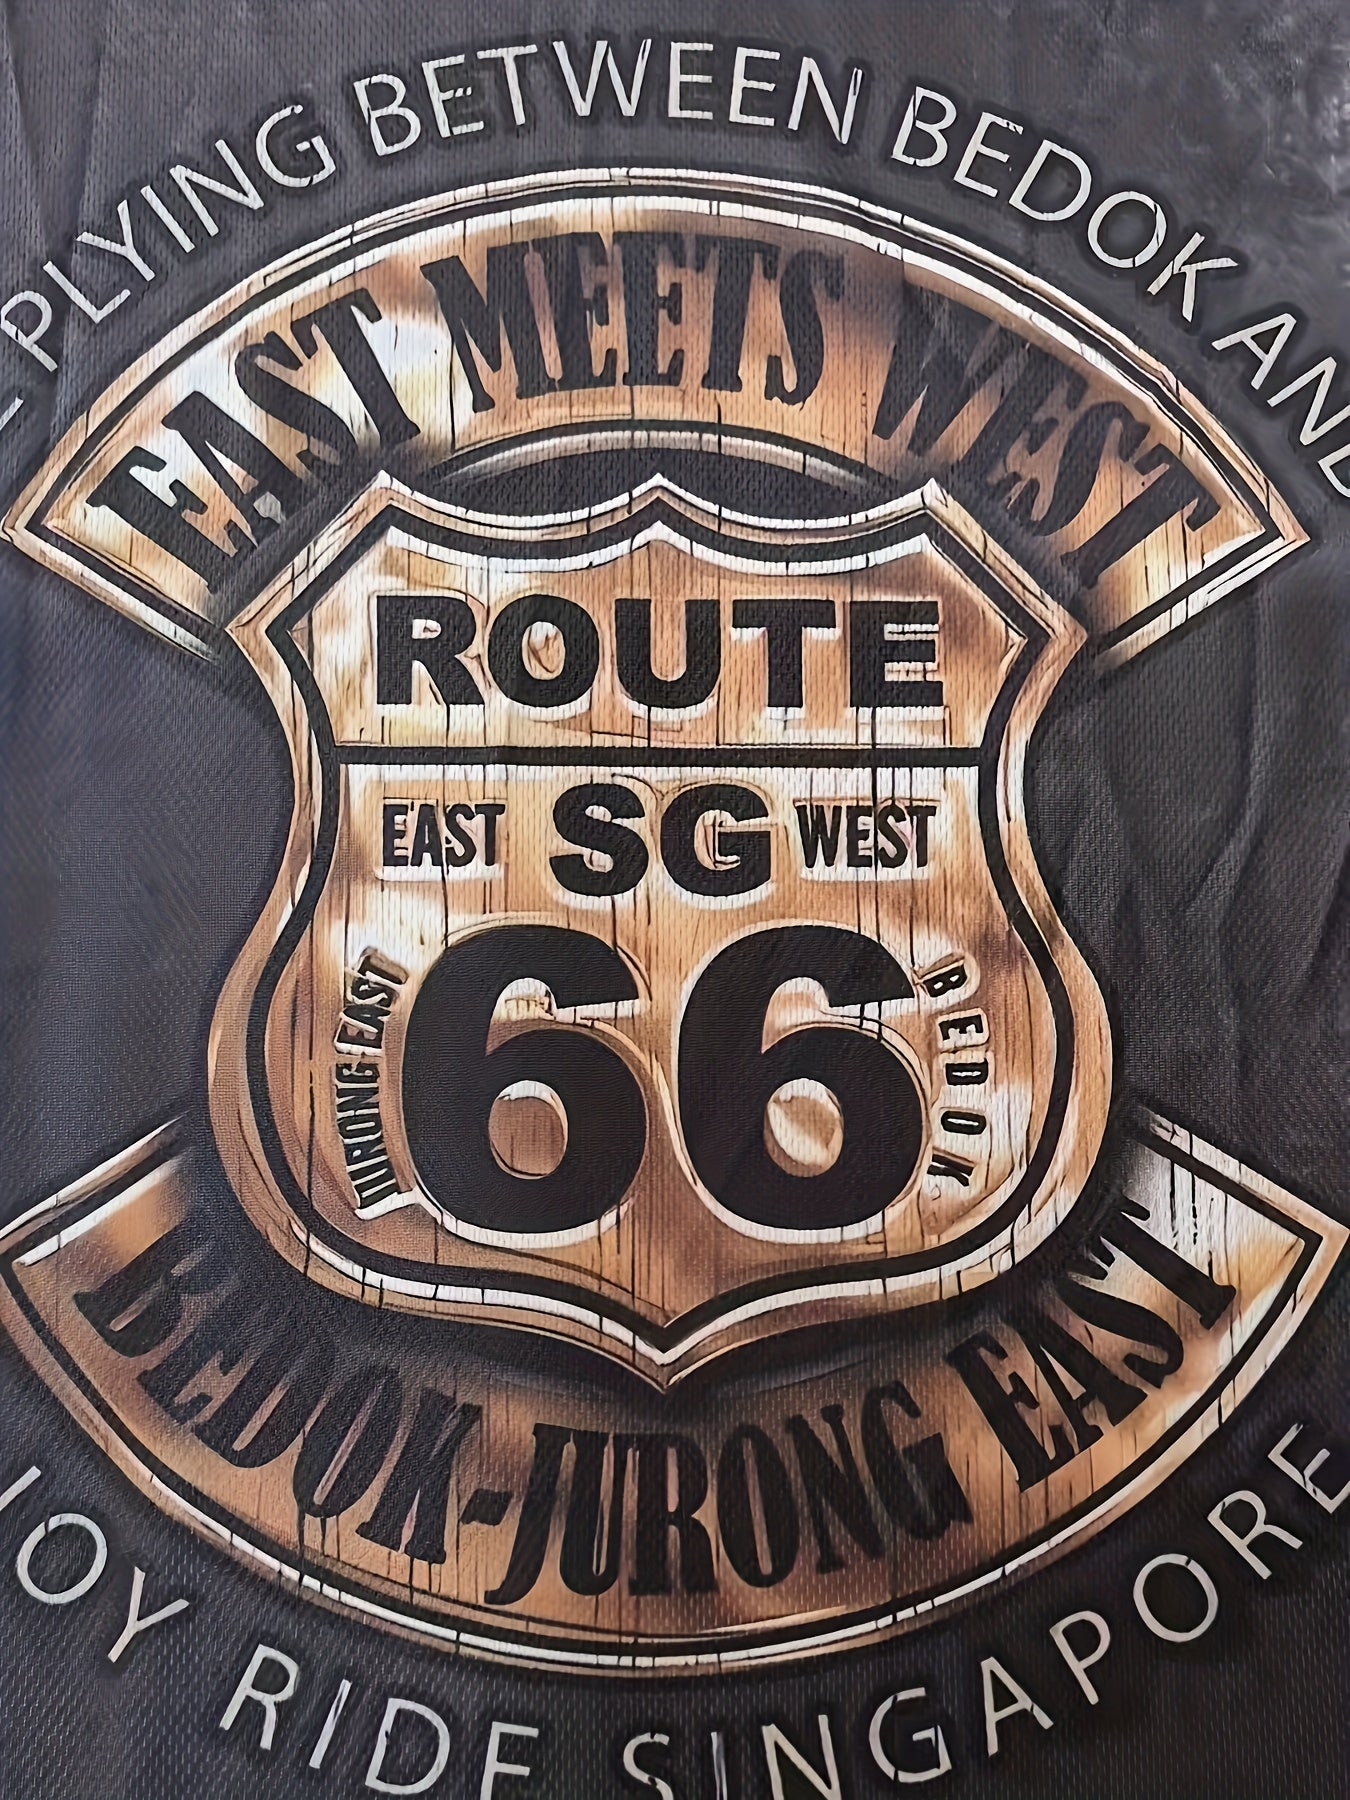 PLYING BETWEEN BEDOK AND
EAST MEETS WEST
ROUTE
EAST SG WEST
66
JURONG EAST
BEDOK
BEDOK-JURONG EAST
JOY RIDE SINGAPORE